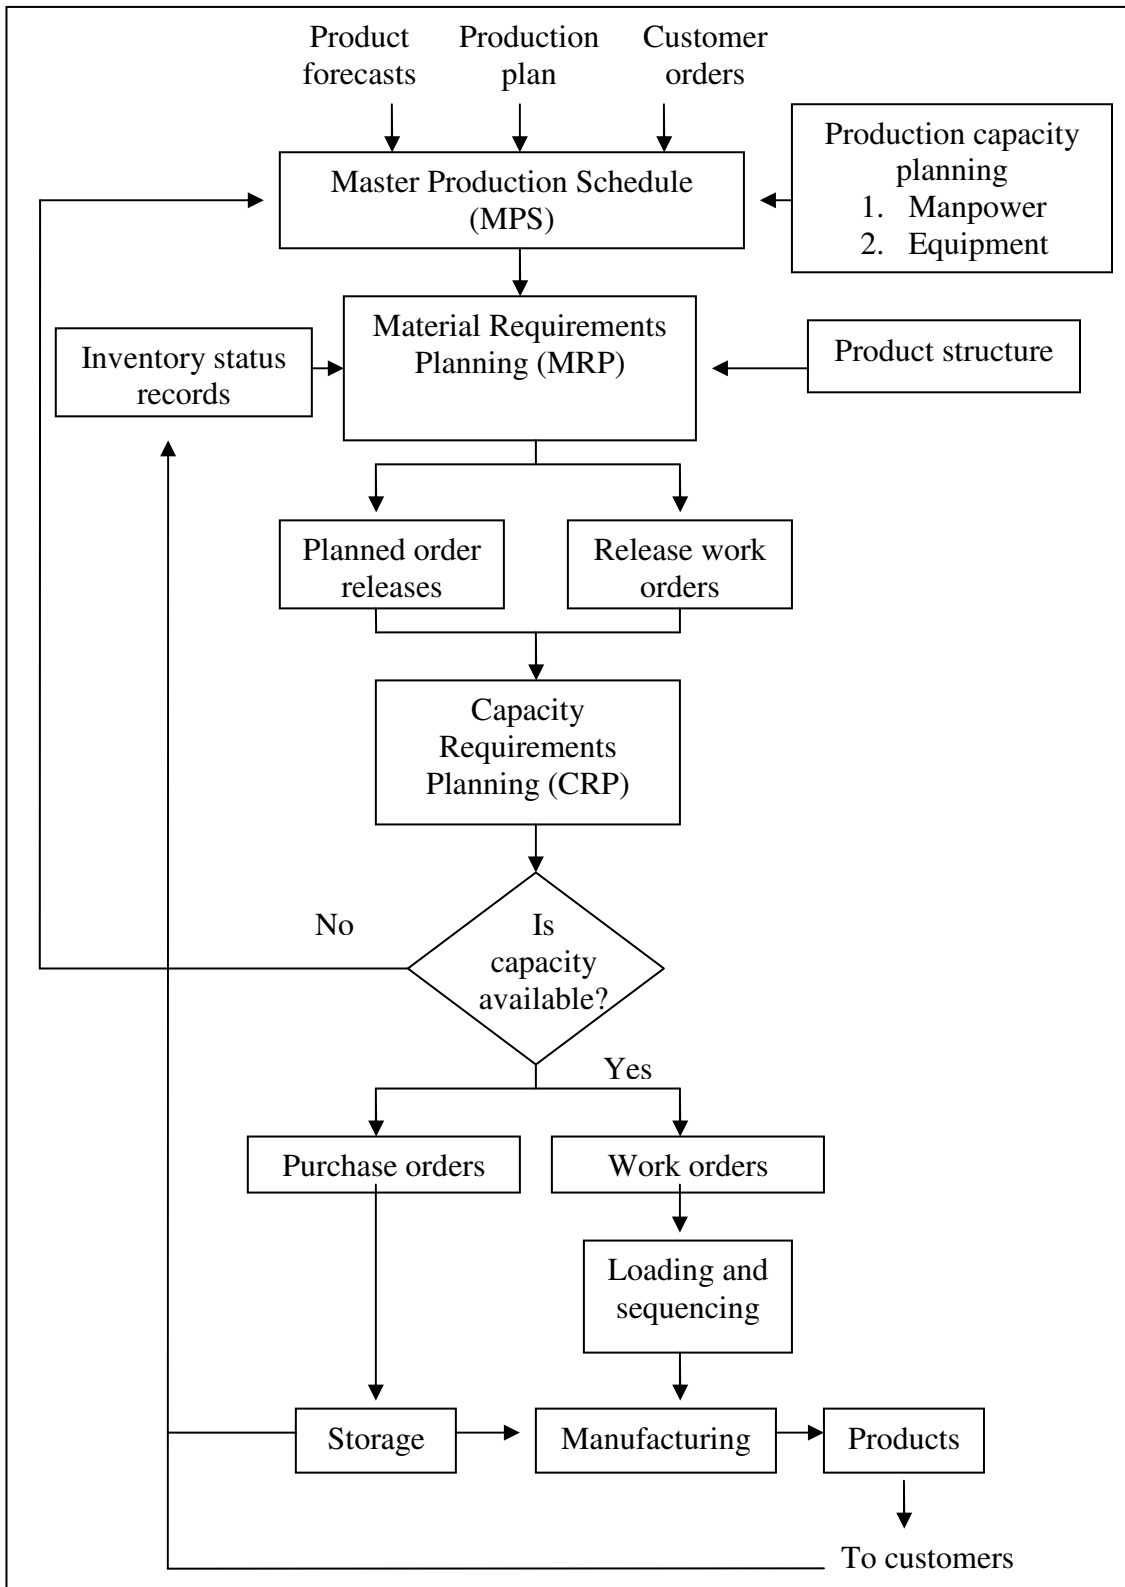 Product
forecasts
Production
plan
Customer
orders
Production capacity
planning
1. Manpower
2. Equipment
Master Production Schedule
(MPS)
Material Requirements
Planning (MRP)
Inventory status
records
Product structure
Planned order
releases
Release work
orders
Capacity
Requirements
Planning (CRP)
No
Is
capacity
available?
Yes
Purchase orders
Work orders
Loading and
sequencing
Storage
Manufacturing
Products
To customers